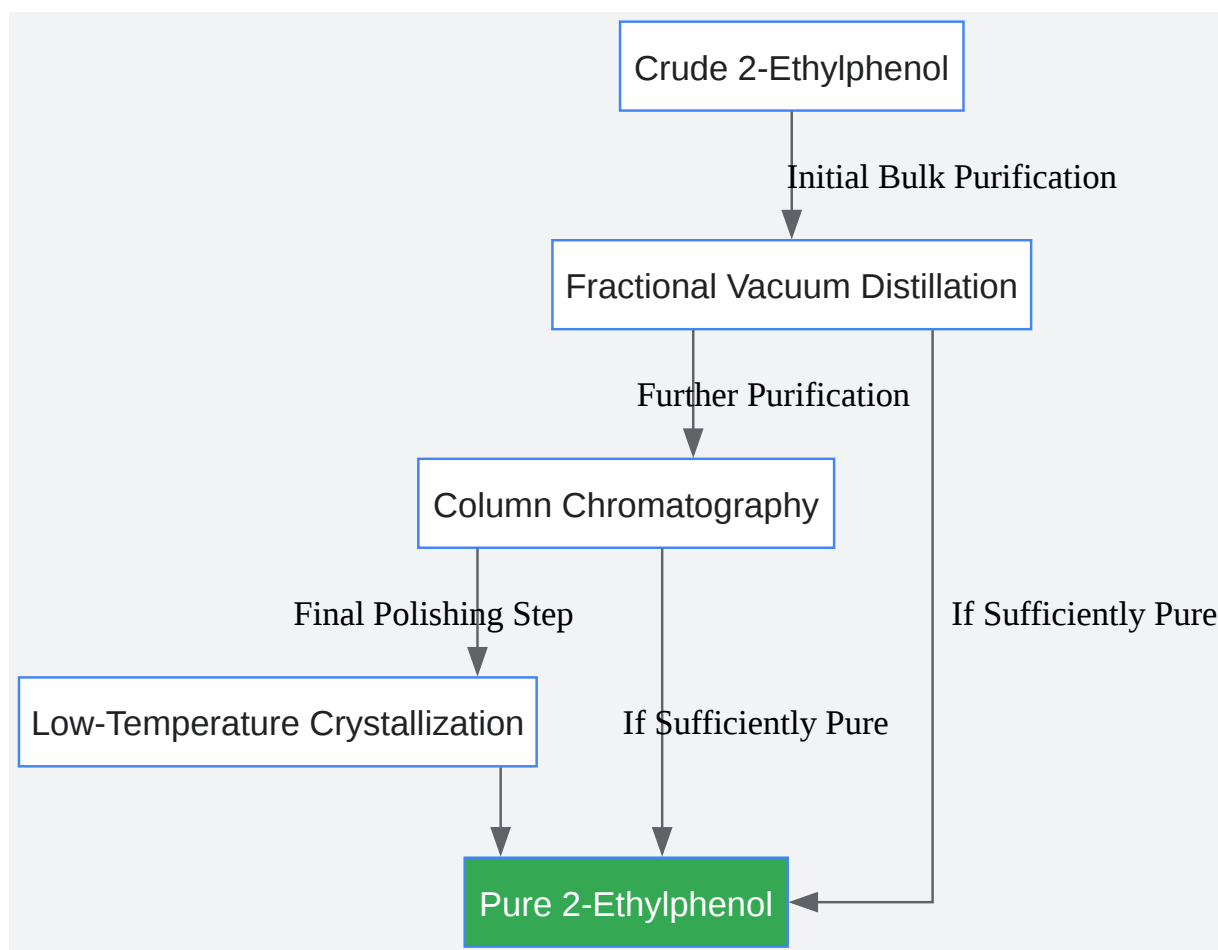 Crude 2-Ethylphenol
Initial Bulk Purification
Fractional Vacuum Distillation
Further Purification
Column Chromatography
Final Polishing Step
If Sufficiently Pure
Low-Temperature Crystallization
If Sufficiently Pure
Pure 2-Ethylphenol